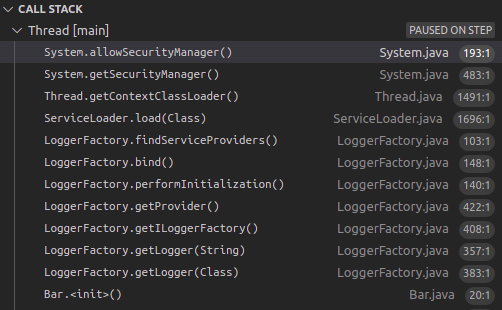 CALL STACK
Thread [main] PAUSED ON STEP
System.allowSecurityManager() System.java 193:1
System.getSecurityManager() System.java 483:1
Thread.getContextClassLoader() Thread.java 1491:1
ServiceLoader.load(Class) ServiceLoader.java 1696:1
LoggerFactory.findServiceProviders() LoggerFactory.java 103:1
LoggerFactory.bind() LoggerFactory.java 148:1
LoggerFactory.performInitialization() LoggerFactory.java 140:1
LoggerFactory.getProvider() LoggerFactory.java 422:1
LoggerFactory.getILoggerFactory() LoggerFactory.java 408:1
LoggerFactory.getLogger(String) LoggerFactory.java 357:1
LoggerFactory.getLogger(Class) LoggerFactory.java 383:1
Bar.<init>() Bar.java 20:1